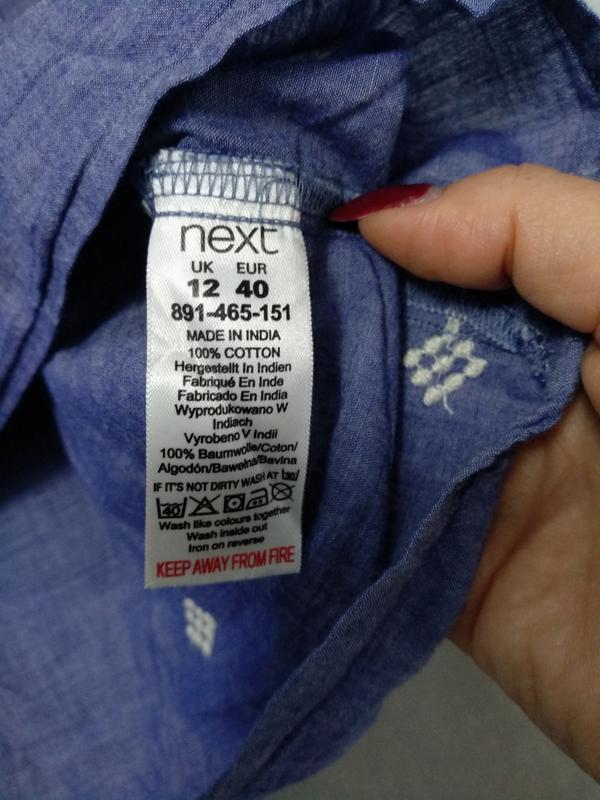 next
UK EUR
12 40
891-465-151
MADE IN INDIA
100% COTTON
Hergestellt In Indien
Fabriqué En Inde
Fabricado En India
Wyprodukowano W
Indiach
Vyrobeno V Indii
100% Baumwolle/Coton/
Algodón/Bawełna/Bavlna
IF IT'S NOT DIRTY WASH AT 30
40
Wash like colours together
Wash inside out
Iron on reverse
KEEP AWAY FROM FIRE